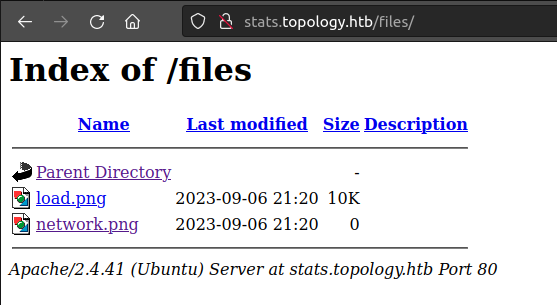 stats.topology.htb/files/
Index of /files
Name Last modified Size Description
Parent Directory -
load.png 2023-09-06 21:20 10K
network.png 2023-09-06 21:20 0
Apache/2.4.41 (Ubuntu) Server at stats.topology.htb Port 80